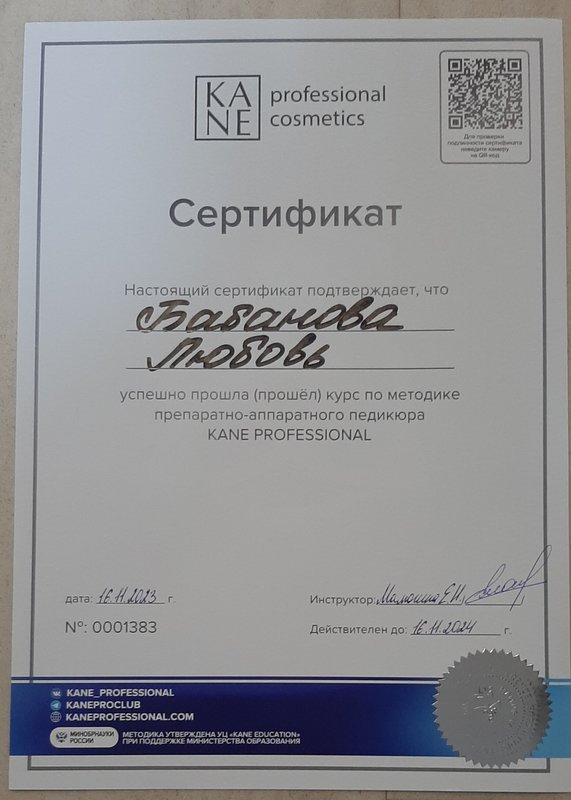 KANE professional cosmetics
Для проверки
подлинности сертификата
наведите камеру
на QR-код
Сертификат
Настоящий сертификат подтверждает, что
Бабанова
Любовь
успешно прошла (прошёл) курс по методике
препаратно-аппаратного педикюра
KANE PROFESSIONAL
дата: 16.11.2023 г.
Инструктор:
№: 0001383
Действителен до: 16.11.2024 г.
KANE_PROFESSIONAL
KANEPROCLUB
KANEPROFESSIONAL.COM
МИНОБРНАУКИ
РОССИИ
МЕТОДИКА УТВЕРЖДЕНА УЦ «KANE EDUCATION»
ПРИ ПОДДЕРЖКЕ МИНИСТЕРСТВА ОБРАЗОВАНИЯ